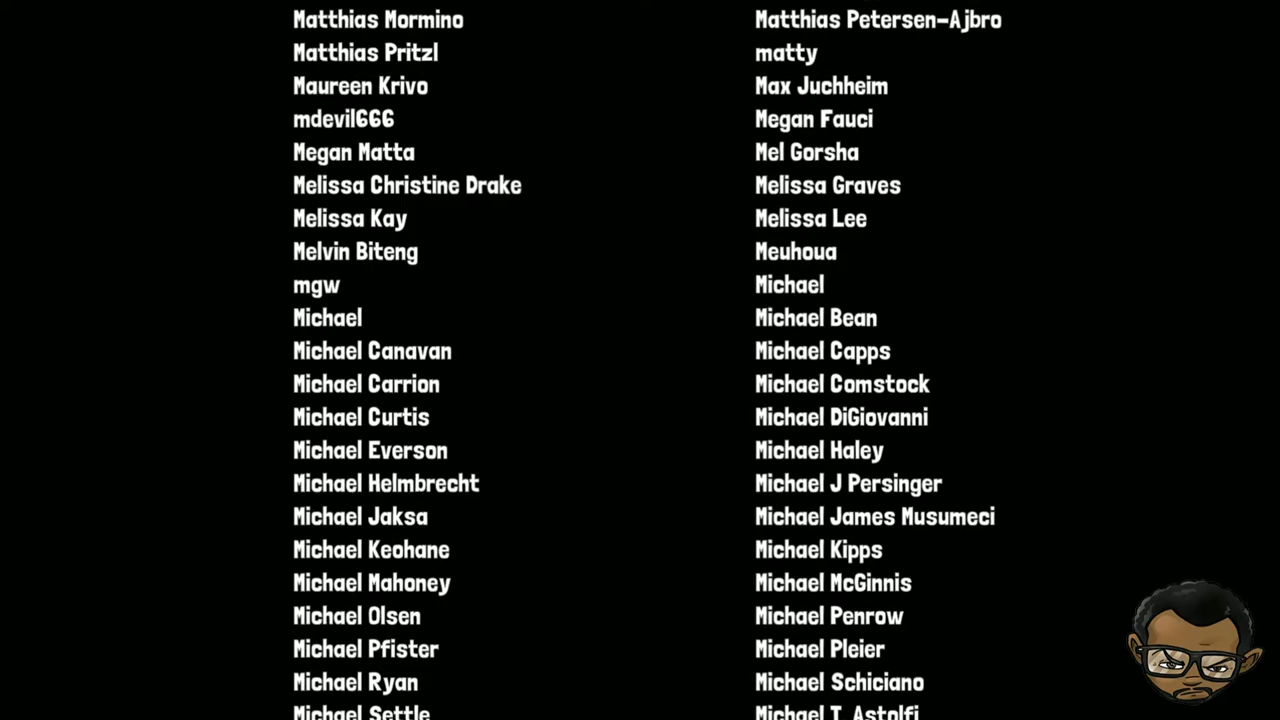 Matthias Mormino
Matthias Petersen-Ajbro
Matthias Pritzl
matty
Maureen Krivo
Max Juchheim
mdevil666
Megan Fauci
Megan Matta
Mel Gorsha
Melissa Christine Drake
Melissa Graves
Melissa Kay
Melissa Lee
Melvin Biteng
Meuhoua
mgw
Michael
Michael
Michael Bean
Michael Canavan
Michael Capps
Michael Carrion
Michael Comstock
Michael Curtis
Michael DiGiovanni
Michael Everson
Michael Haley
Michael Helmbrecht
Michael J Persinger
Michael Jaksa
Michael James Musumeci
Michael Keohane
Michael Kipps
Michael Mahoney
Michael McGinnis
Michael Olsen
Michael Penrow
Michael Pfister
Michael Pleier
Michael Ryan
Michael Schiciano
Michael Settle
Michael T Astolfi